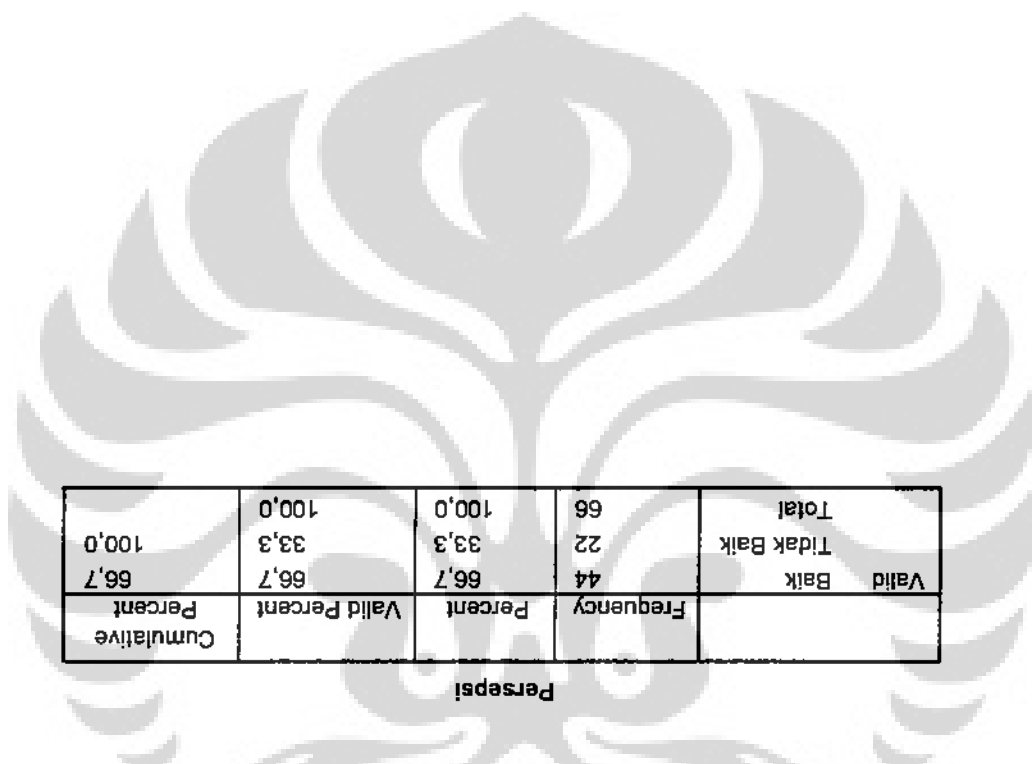 Persepsi
Frequency Percent Valid Percent Cumulative Percent
Valid Baik 44 66,7 66,7 66,7
Tidak Baik 22 33,3 33,3 100,0
Total 66 100,0 100,0